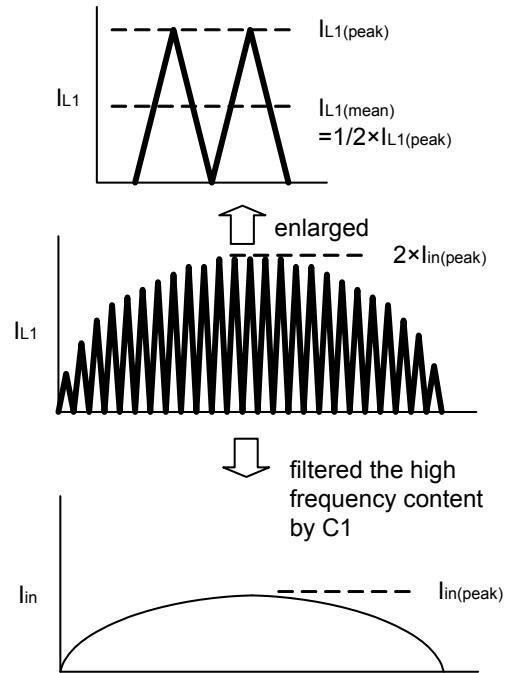 IL1(peak)
IL1
IL1(mean)
=1/2×IL1(peak)
enlarged
2×Iin(peak)
IL1
filtered the high
frequency content
by C1
Iin
Iin(peak)